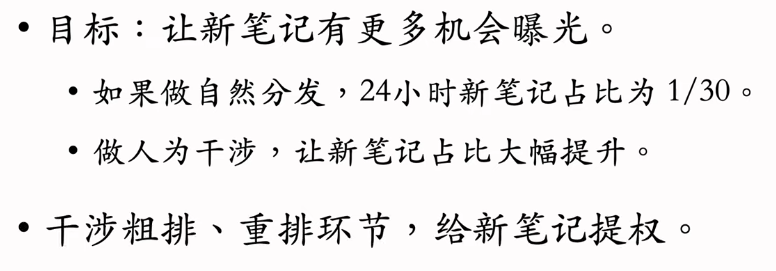 • 目标：让新笔记有更多机会曝光。
• 如果做自然分发，24小时新笔记占比为 1/30。
• 做人为干涉，让新笔记占比大幅提升。
• 干涉粗排、重排环节，给新笔记提权。